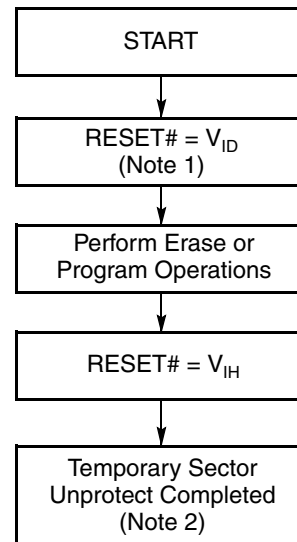 START
RESET# = VID
(Note 1)
Perform Erase or
Program Operations
RESET# = VIH
Temporary Sector
Unprotect Completed
(Note 2)